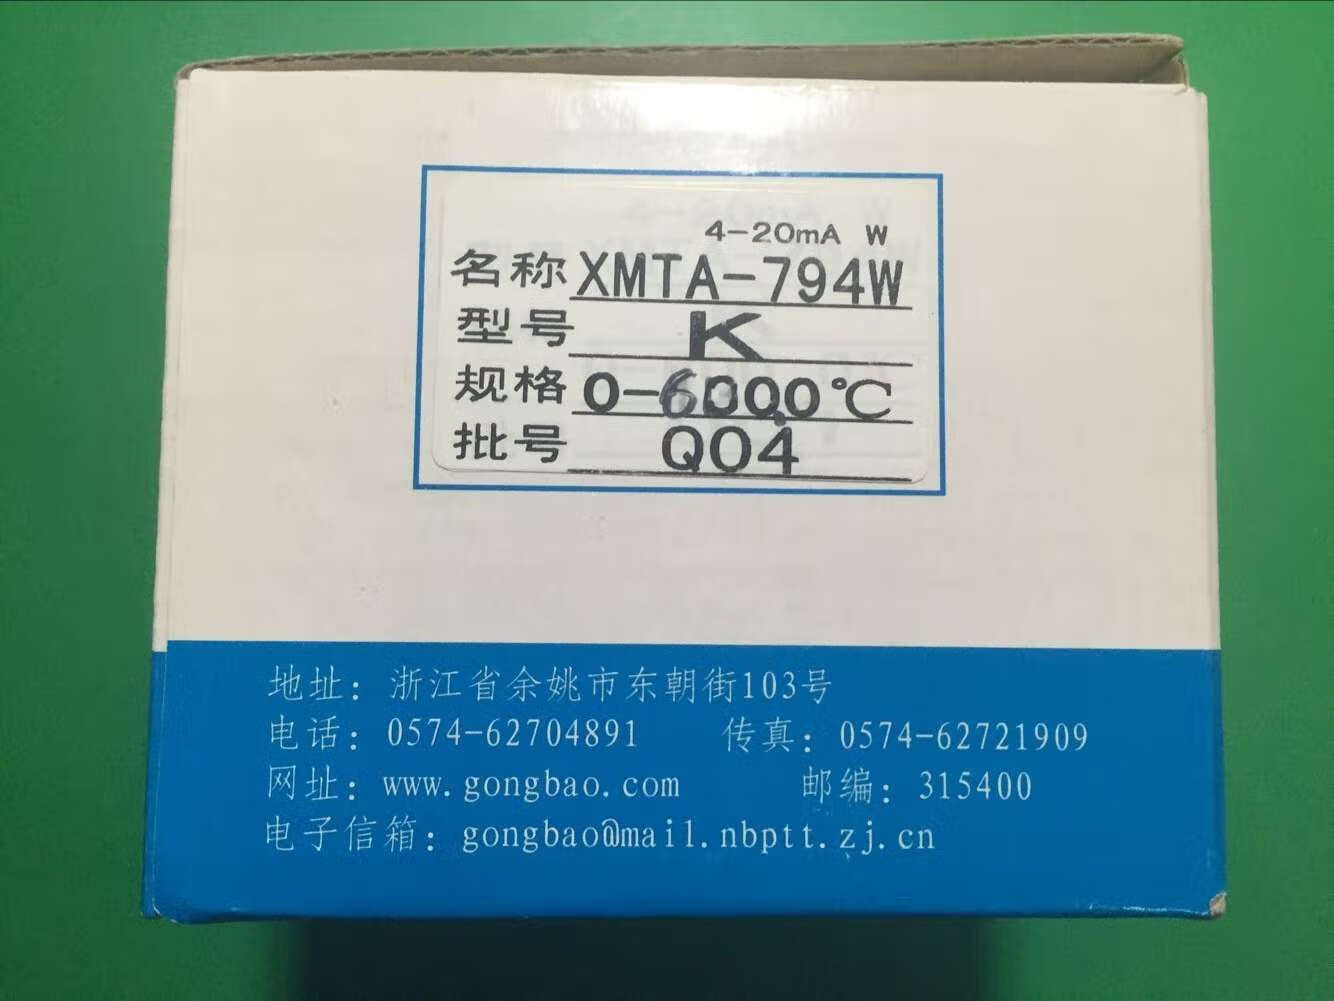 4-20mA W
名称 XMTA-794W
型号 K
规格 0-6000℃
批号 Q04
地址：浙江省余姚市东朝街103号
电话：0574-62704891 传真：0574-62721909
网址：www.gongbao.com 邮编：315400
电子信箱：gongbao@mail.nbptt.zj.cn